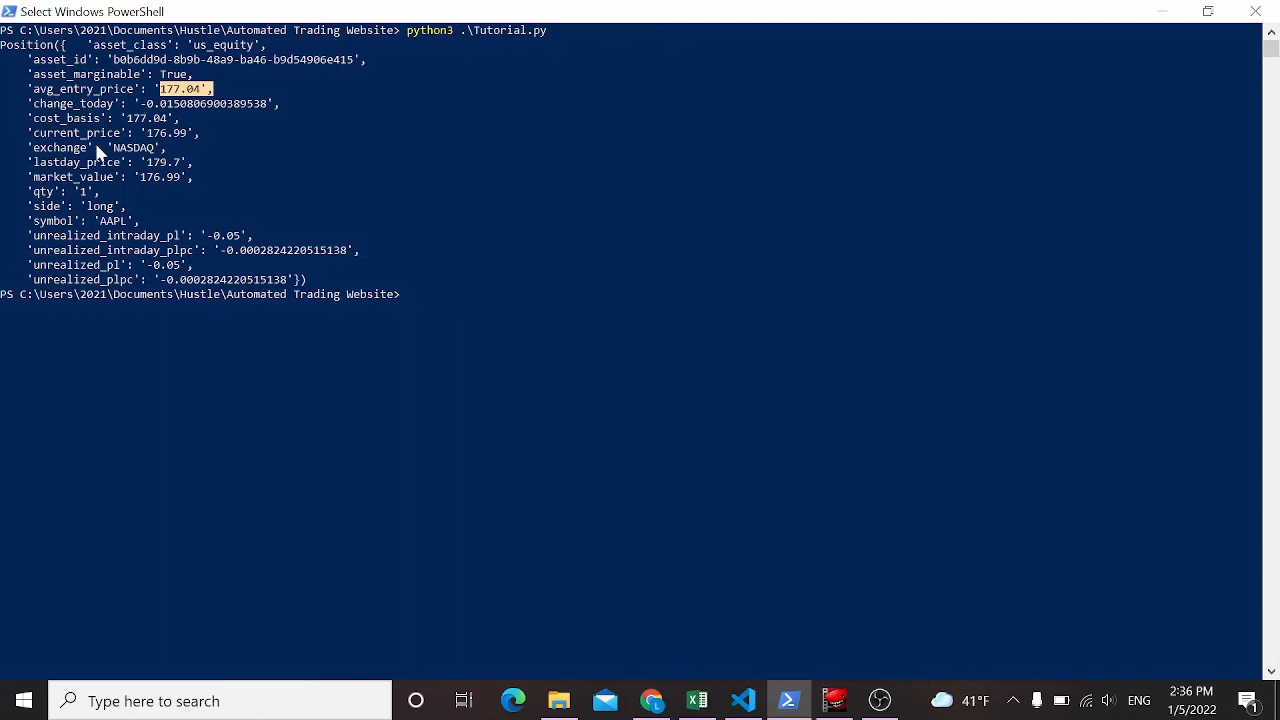 Select Windows PowerShell
PS C:\Users\2021\Documents\Hustle\Automated Trading Website> python3 .\Tutorial.py
Position({   'asset_class': 'us_equity',
    'asset_id': 'b0b6dd9d-8b9b-48a9-ba46-b9d54906e415',
    'asset_marginable': True,
    'avg_entry_price': '177.04',
    'change_today': '-0.0150806900389538',
    'cost_basis': '177.04',
    'current_price': '176.99',
    'exchange': 'NASDAQ',
    'lastday_price': '179.7',
    'market_value': '176.99',
    'qty': '1',
    'side': 'long',
    'symbol': 'AAPL',
    'unrealized_intraday_pl': '-0.05',
    'unrealized_intraday_plpc': '-0.0002824220515138',
    'unrealized_pl': '-0.05',
    'unrealized_plpc': '-0.0002824220515138'})
PS C:\Users\2021\Documents\Hustle\Automated Trading Website>
Type here to search
41°F
ENG
2:36 PM
1/5/2022
1